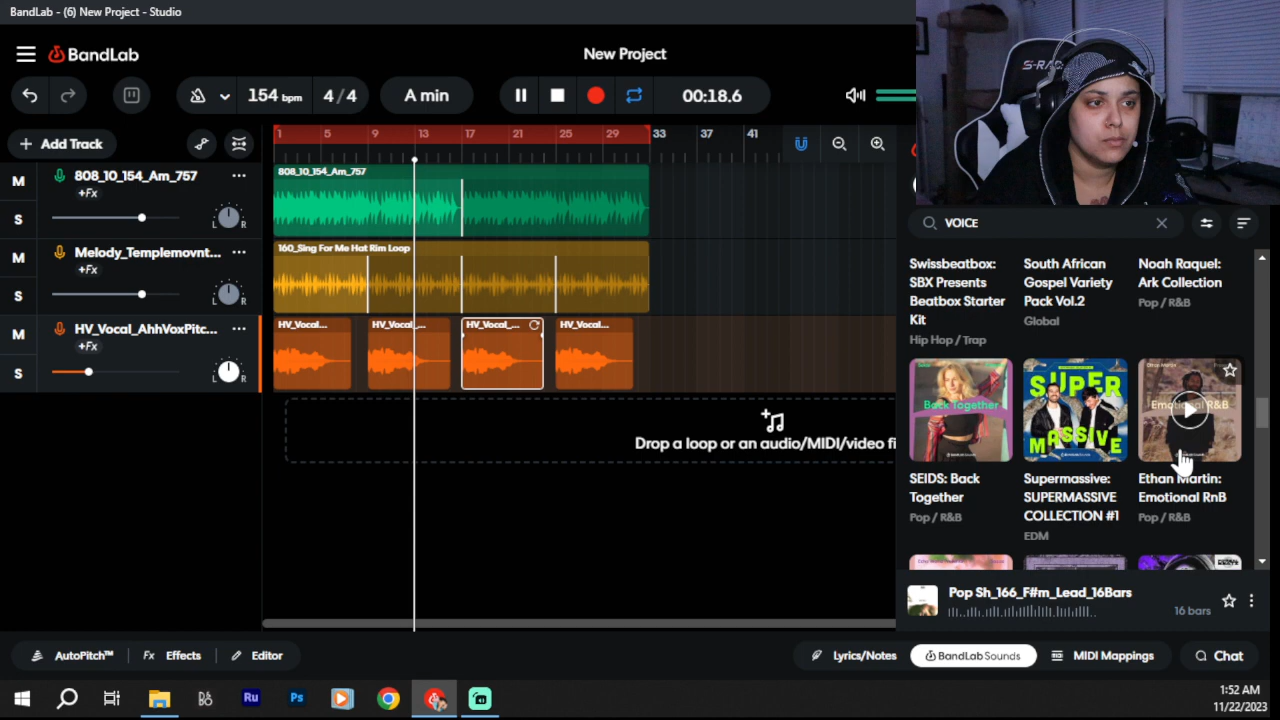 BandLab - (6) New Project - Studio
BandLab
New Project
154 bpm
4/4
A min
00:18.6
S-RAC
Add Track
1 5 9 13 17 21 25 29 33 37 41
M
808_10_154_Am_757
+Fx
S
L R
808_10_154_Am_757
M
Melody_Templemovnt...
+Fx
S
L R
160_Sing For Me Hat Rim Loop
M
HV_Vocal_AhhVoxPitc...
+Fx
S
L R
HV_Vocal...
HV_Vocal_...
HV_Vocal_...
HV_Vocal...
Drop a loop or an audio/MIDI/video fi
VOICE
Swissbeatbox:
SBX Presents
Beatbox Starter
Kit
Hip Hop / Trap
South African
Gospel Variety
Pack Vol.2
Global
Noah Raquel:
Ark Collection
Pop / R&B
Back Together
SUPER
MASSIVE
Emotional R&B
SEIDS: Back
Together
Pop / R&B
Supermassive:
SUPERMASSIVE
COLLECTION #1
EDM
Ethan Martin:
Emotional RnB
Pop / R&B
Pop Sh_166_F#m_Lead_16Bars
16 bars
AutoPitch™
Fx Effects
Editor
Lyrics/Notes
BandLab Sounds
MIDI Mappings
Chat
Ru
Ps
1:52 AM
11/22/2023